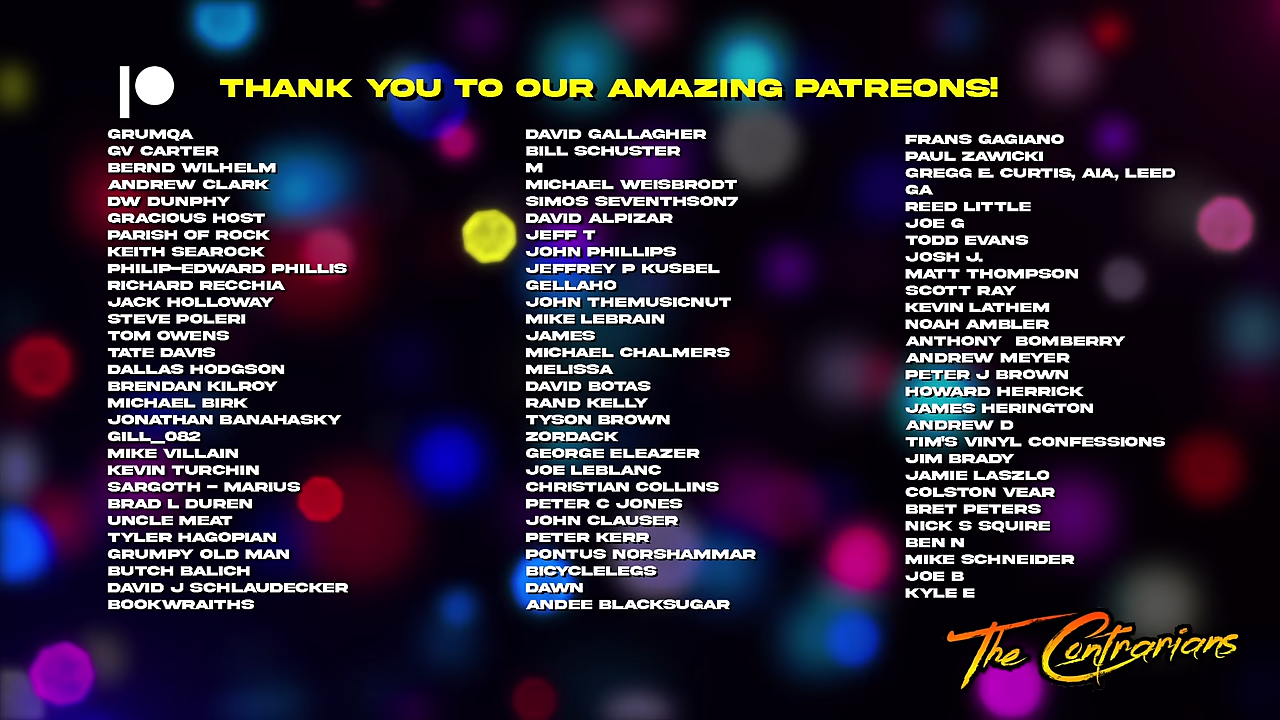 THANK YOU TO OUR AMAZING PATREONS!
GRUMQA
GV CARTER
BERND WILHELM
ANDREW CLARK
DW DUNPHY
GRACIOUS HOST
PARISH OF ROCK
KEITH SEAROCK
PHILIP-EDWARD PHILLIS
RICHARD RECCHIA
JACK HOLLOWAY
STEVE POLERI
TOM OWENS
TATE DAVIS
DALLAS HODGSON
BRENDAN KILROY
MICHAEL BIRK
JONATHAN BANAHASKY
GILL_082
MIKE VILLAIN
KEVIN TURCHIN
SARGOTH - MARIUS
BRAD L DUREN
UNCLE MEAT
TYLER HAGOPIAN
GRUMPY OLD MAN
BUTCH BALICH
DAVID J SCHLAUDECKER
BOOKWRAITHS
DAVID GALLAGHER
BILL SCHUSTER
M
MICHAEL WEISBRODT
SIMOS SEVENTHSON7
DAVID ALPIZAR
JEFF T
JOHN PHILLIPS
JEFFREY P KUSBEL
GELLAHO
JOHN THEMUSICNUT
MIKE LEBRAIN
JAMES
MICHAEL CHALMERS
MELISSA
DAVID BOTAS
RAND KELLY
TYSON BROWN
ZORDACK
GEORGE ELEAZER
JOE LEBLANC
CHRISTIAN COLLINS
PETER C JONES
JOHN CLAUSER
PETER KERR
PONTUS NORSHAMMAR
BICYCLELEGS
DAWN
ANDEE BLACKSUGAR
FRANS GAGIANO
PAUL ZAWICKI
GREGG E. CURTIS, AIA, LEED
GA
REED LITTLE
JOE G
TODD EVANS
JOSH J.
MATT THOMPSON
SCOTT RAY
KEVIN LATHEM
NOAH AMBLER
ANTHONY  BOMBERRY
ANDREW MEYER
PETER J BROWN
HOWARD HERRICK
JAMES HERINGTON
ANDREW D
TIM'S VINYL CONFESSIONS
JIM BRADY
JAMIE LASZLO
COLSTON VEAR
BRET PETERS
NICK S SQUIRE
BEN N
MIKE SCHNEIDER
JOE B
KYLE E
The Contrarians